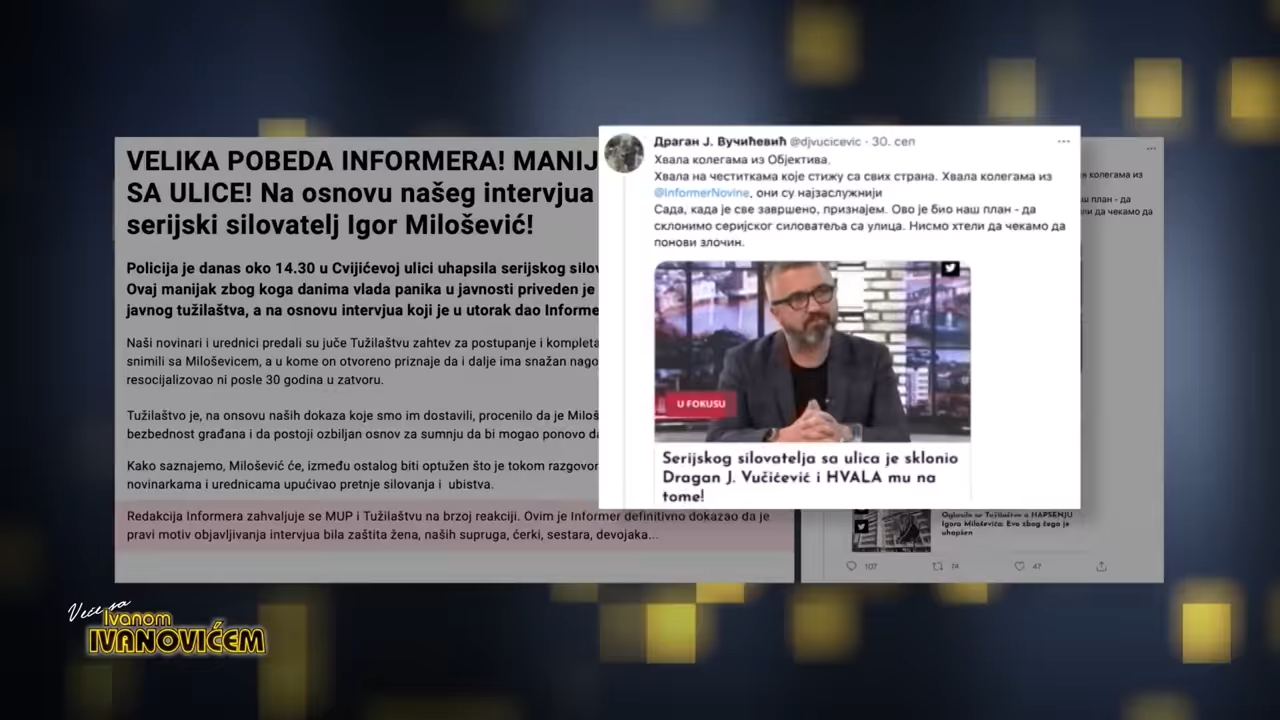 VELIKA POBEDA INFORMERA! MANIJ
SA ULICE! Na osnovu našeg intervjua
serijski silovatelj Igor Milošević!
Policija je danas oko 14.30 u Cvijićevoj ulici uhapsila serijskog silov
Ovaj manijak zbog koga danima vlada panika u javnosti priveden je
javnog tužilaštva, a na osnovu intervjua koji je u utorak dao Informe
Naši novinari i urednici predali su juče Tužilaštvu zahtev za postupanje i kompleta
snimili sa Miloševicem, a u kome on otvoreno priznaje da i dalje ima snažan nago
resocijalizovao ni posle 30 godina u zatvoru.
Tužilaštvo je, na onsovu naših dokaza koje smo im dostavili, procenilo da je Miloš
bezbednost građana i da postoji ozbiljan osnov za sumnju da bi mogao ponovo da
Kako saznajemo, Milošević će, između ostalog biti optužen što je tokom razgovor
novinarkama i urednicama upućivao pretnje silovanja i ubistva.
Redakcija Informera zahvaljuje se MUP i Tužilaštvu na brzoj reakciji. Ovim je Informer definitivno dokazao da je
pravi motiv objavljivanja intervjua bila zaštita žena, naših supruga, ćerki, sestara, devojaka...
Драган Ј. Вучићевић @djvucicevic · 30. сеп
Хвала колегама из Објектива.
Хвала на честиткама које стижу са свих страна. Хвала колегама из
@InformerNovine, они су најзаслужнији
Сада, када је све завршено, признајем. Ово је био наш план - да
склонимо серијског силоватеља са улица. Нисмо хтели да чекамо да
понови злочин.
U FOKUSU
Serijskog silovatelja sa ulica je sklonio
Dragan J. Vučićević i HVALA mu na
tome!
колегама из
аш план - да
ли да чекамо да
Oglasilo se Tužilaštvo o HAPŠENJU
Igora Miloševića: Evo zbog čega je
uhapšen
107 74 47
Veče sa
Ivanom
IVANOVIĆEM